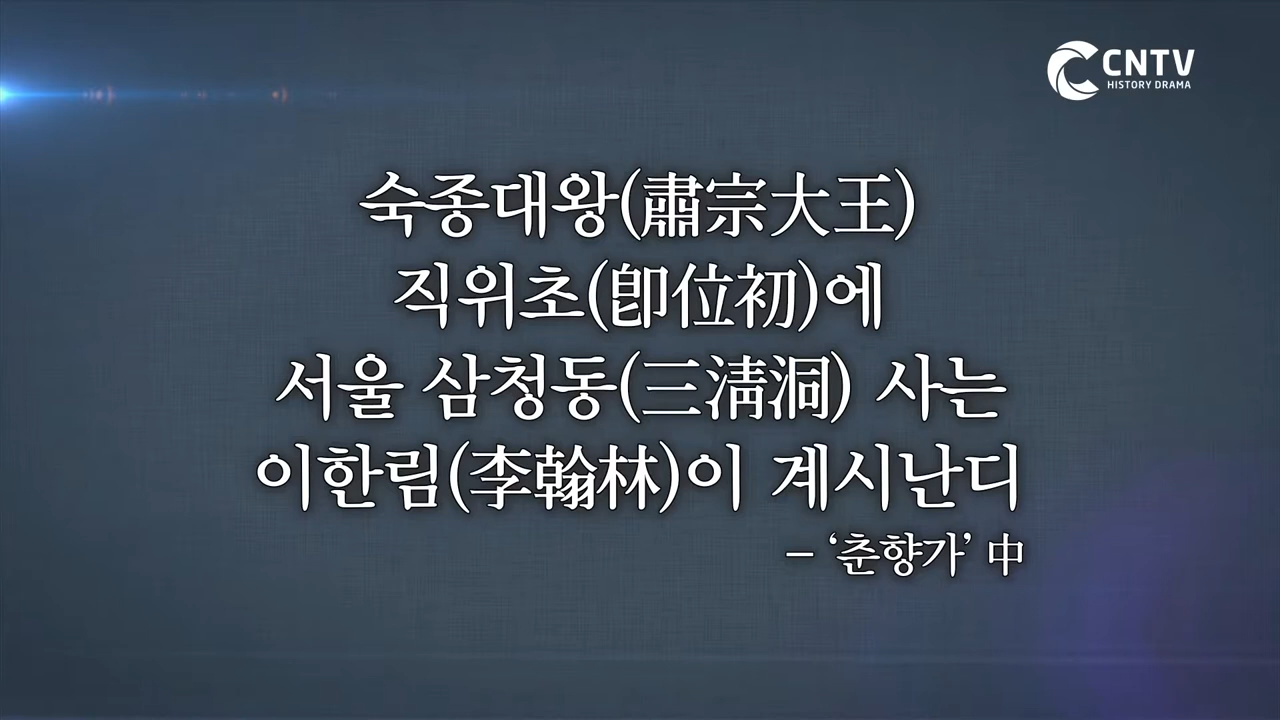 CNTV
HISTORY DRAMA
숙종대왕(肅宗大王)
직위초(卽位初)에
서울 삼청동(三淸洞) 사는
이한림(李翰林)이 계시난디
– ‘춘향가’ 中